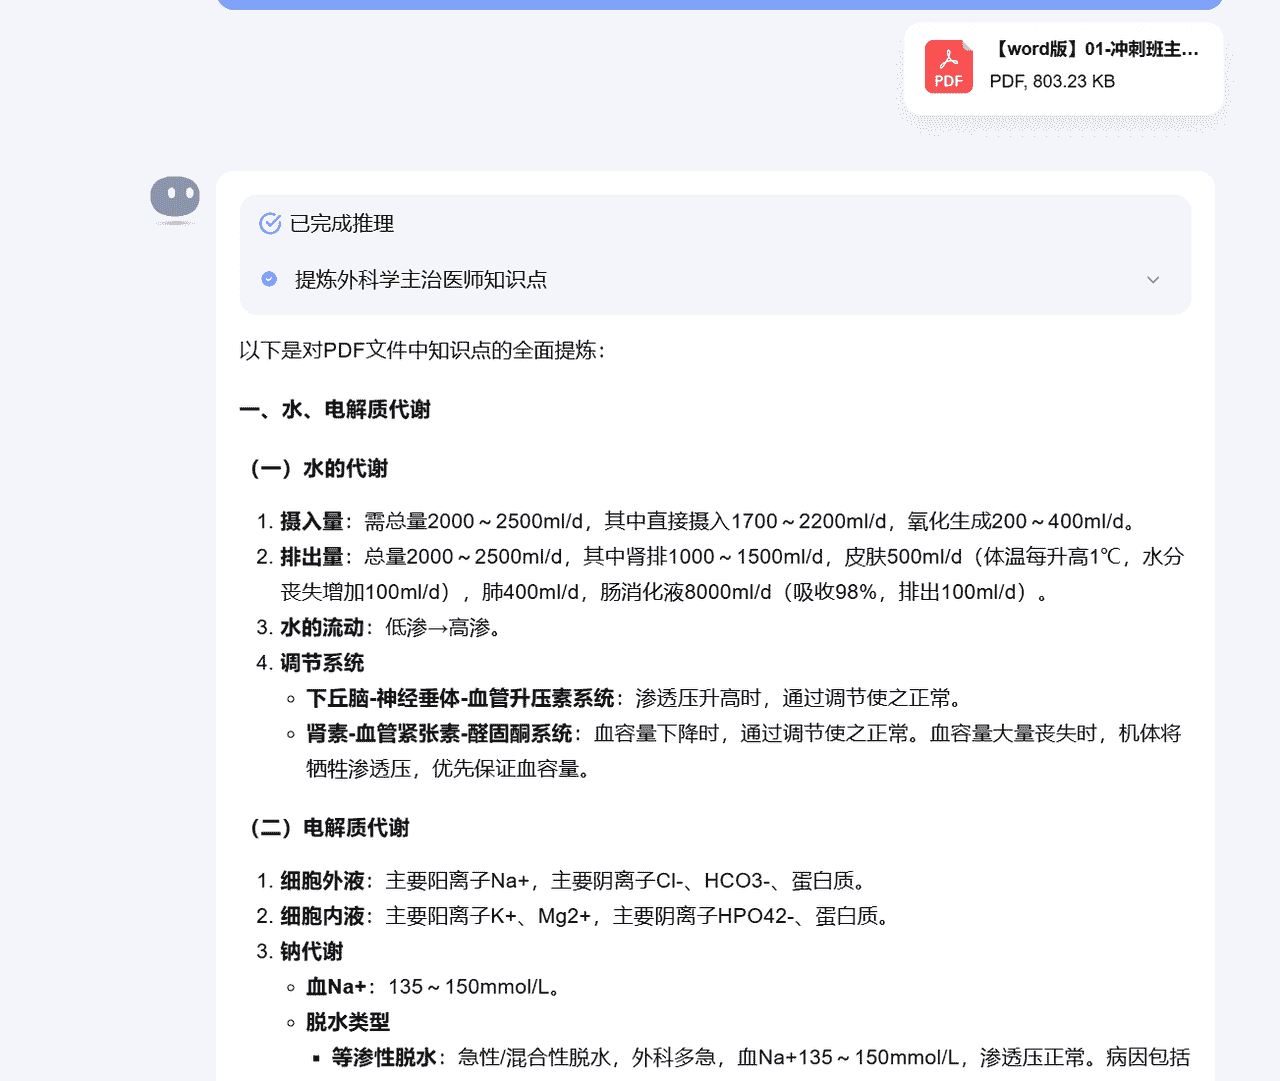 【word版】01-冲刺班主...
PDF
PDF, 803.23 KB
已完成推理
提炼外科学主治医师知识点
以下是对PDF文件中知识点的全面提炼：
一、水、电解质代谢
（一）水的代谢
1. 摄入量：需总量2000～2500ml/d，其中直接摄入1700～2200ml/d，氧化生成200～400ml/d。
2. 排出量：总量2000～2500ml/d，其中肾排1000～1500ml/d，皮肤500ml/d（体温每升高1℃，水分
丧失增加100ml/d），肺400ml/d，肠消化液8000ml/d（吸收98%，排出100ml/d）。
3. 水的流动：低渗→高渗。
4. 调节系统
◦ 下丘脑-神经垂体-血管升压素系统：渗透压升高时，通过调节使之正常。
◦ 肾素-血管紧张素-醛固酮系统：血容量下降时，通过调节使之正常。血容量大量丧失时，机体将
牺牲渗透压，优先保证血容量。
（二）电解质代谢
1. 细胞外液：主要阳离子Na+，主要阴离子Cl-、HCO3-、蛋白质。
2. 细胞内液：主要阳离子K+、Mg2+，主要阴离子HPO42-、蛋白质。
3. 钠代谢
◦ 血Na+：135～150mmol/L。
◦ 脱水类型
▪ 等渗性脱水：急性/混合性脱水，外科多急，血Na+135～150mmol/L，渗透压正常。病因包括